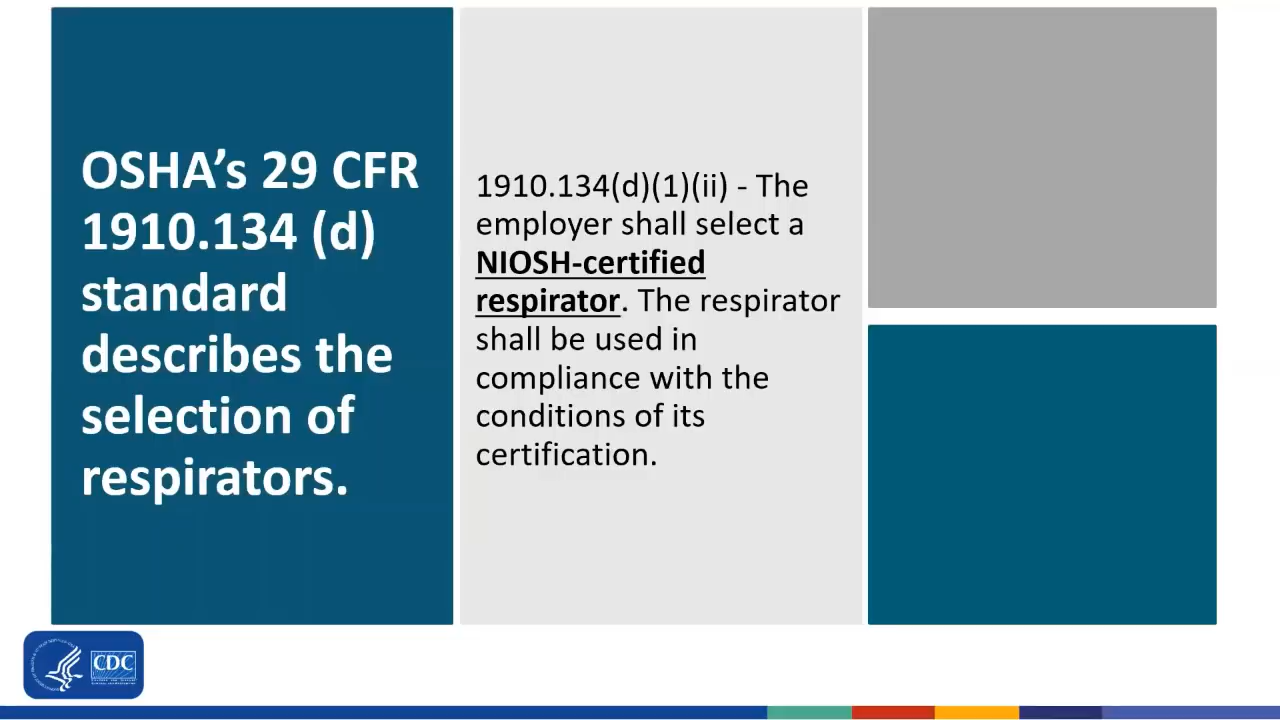 OSHA’s 29 CFR
1910.134 (d)
standard
describes the
selection of
respirators.
1910.134(d)(1)(ii) - The
employer shall select a
NIOSH-certified
respirator. The respirator
shall be used in
compliance with the
conditions of its
certification.
CDC